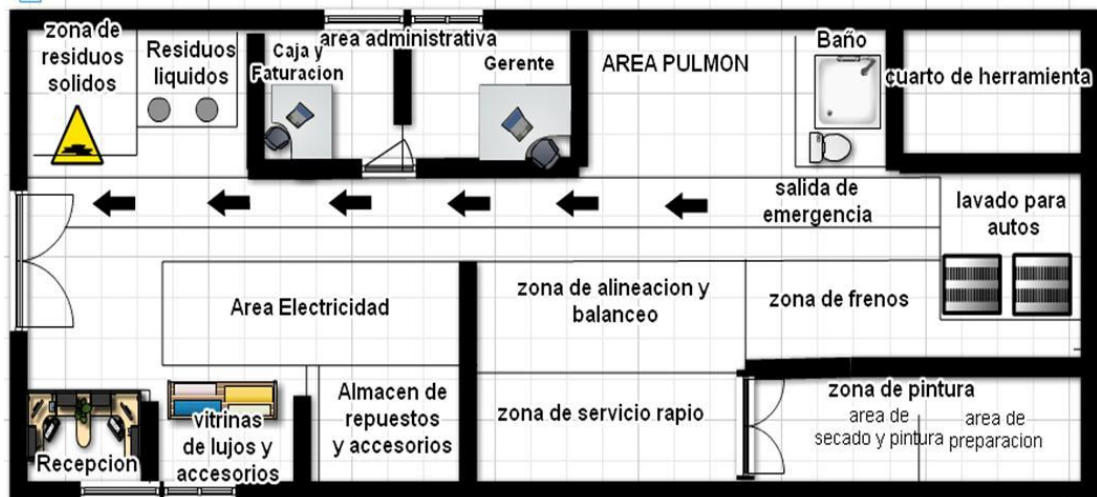 zona de
residuos
solidos
Residuos
liquidos
area administrativa
Caja y
Faturacion
Gerente
AREA PULMON
Baño
cuarto de herramienta
salida de
emergencia
lavado para
autos
Area Electricidad
zona de alineacion y
balanceo
zona de frenos
Recepcion
vitrinas
de lujos y
accesorios
Almacen de
repuestos
y accesorios
zona de servicio rapio
zona de pintura
area de
secado y pintura
area de
preparacion